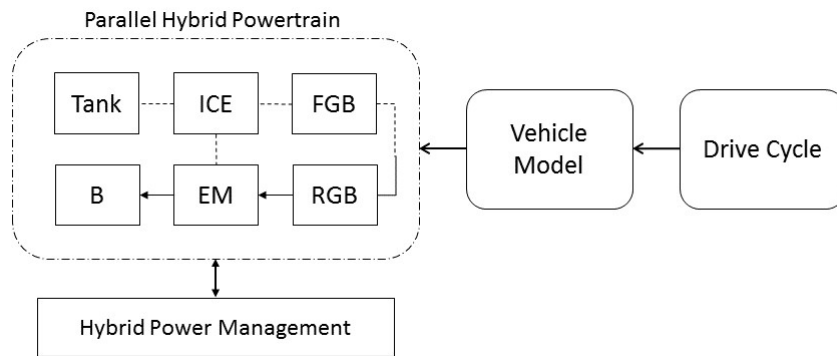 Parallel Hybrid Powertrain
Tank
ICE
FGB
B
EM
RGB
Vehicle
Model
Drive Cycle
Hybrid Power Management